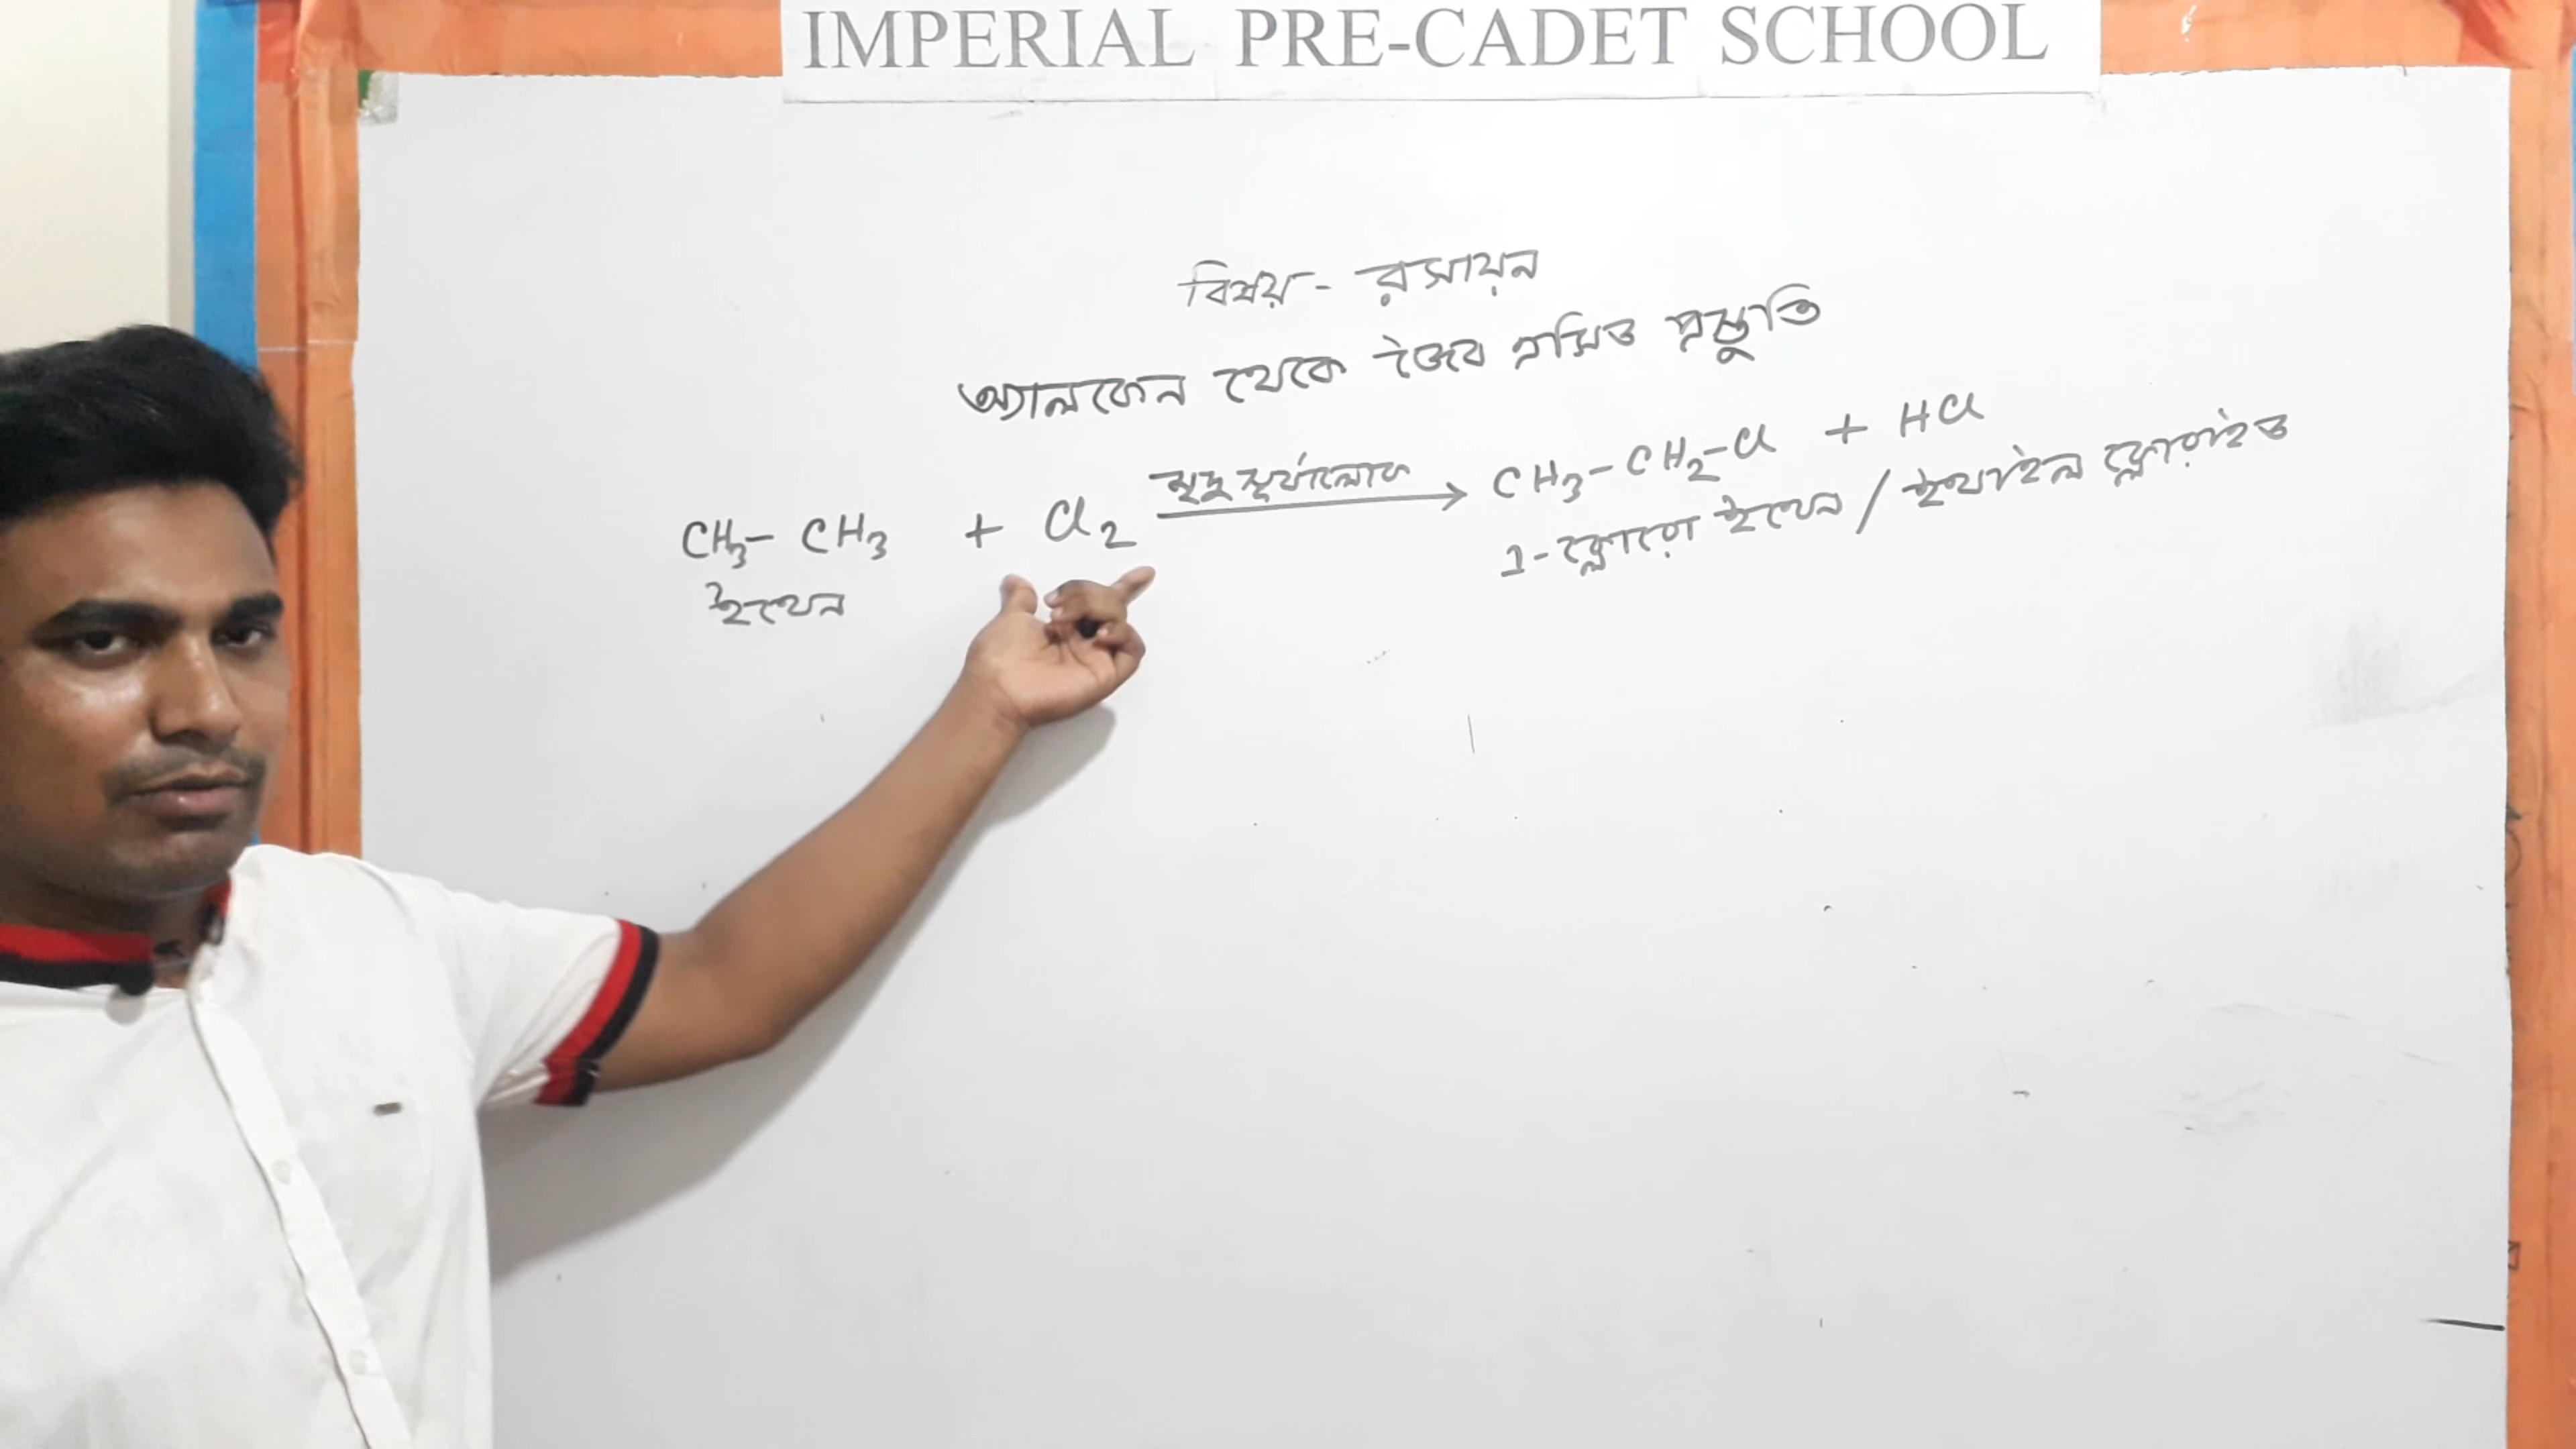 IMPERIAL PRE-CADET SCHOOL
বিষয় - রসায়ন
অ্যালকেন থেকে জৈব এসিড প্রস্তুতি
CH₃- CH₃ + Cl₂ মৃদু সূর্যালোক → CH₃-CH₂-Cl + HCl
ইথেন 1-ক্লোরো ইথেন / ইথাইল ক্লোরাইড